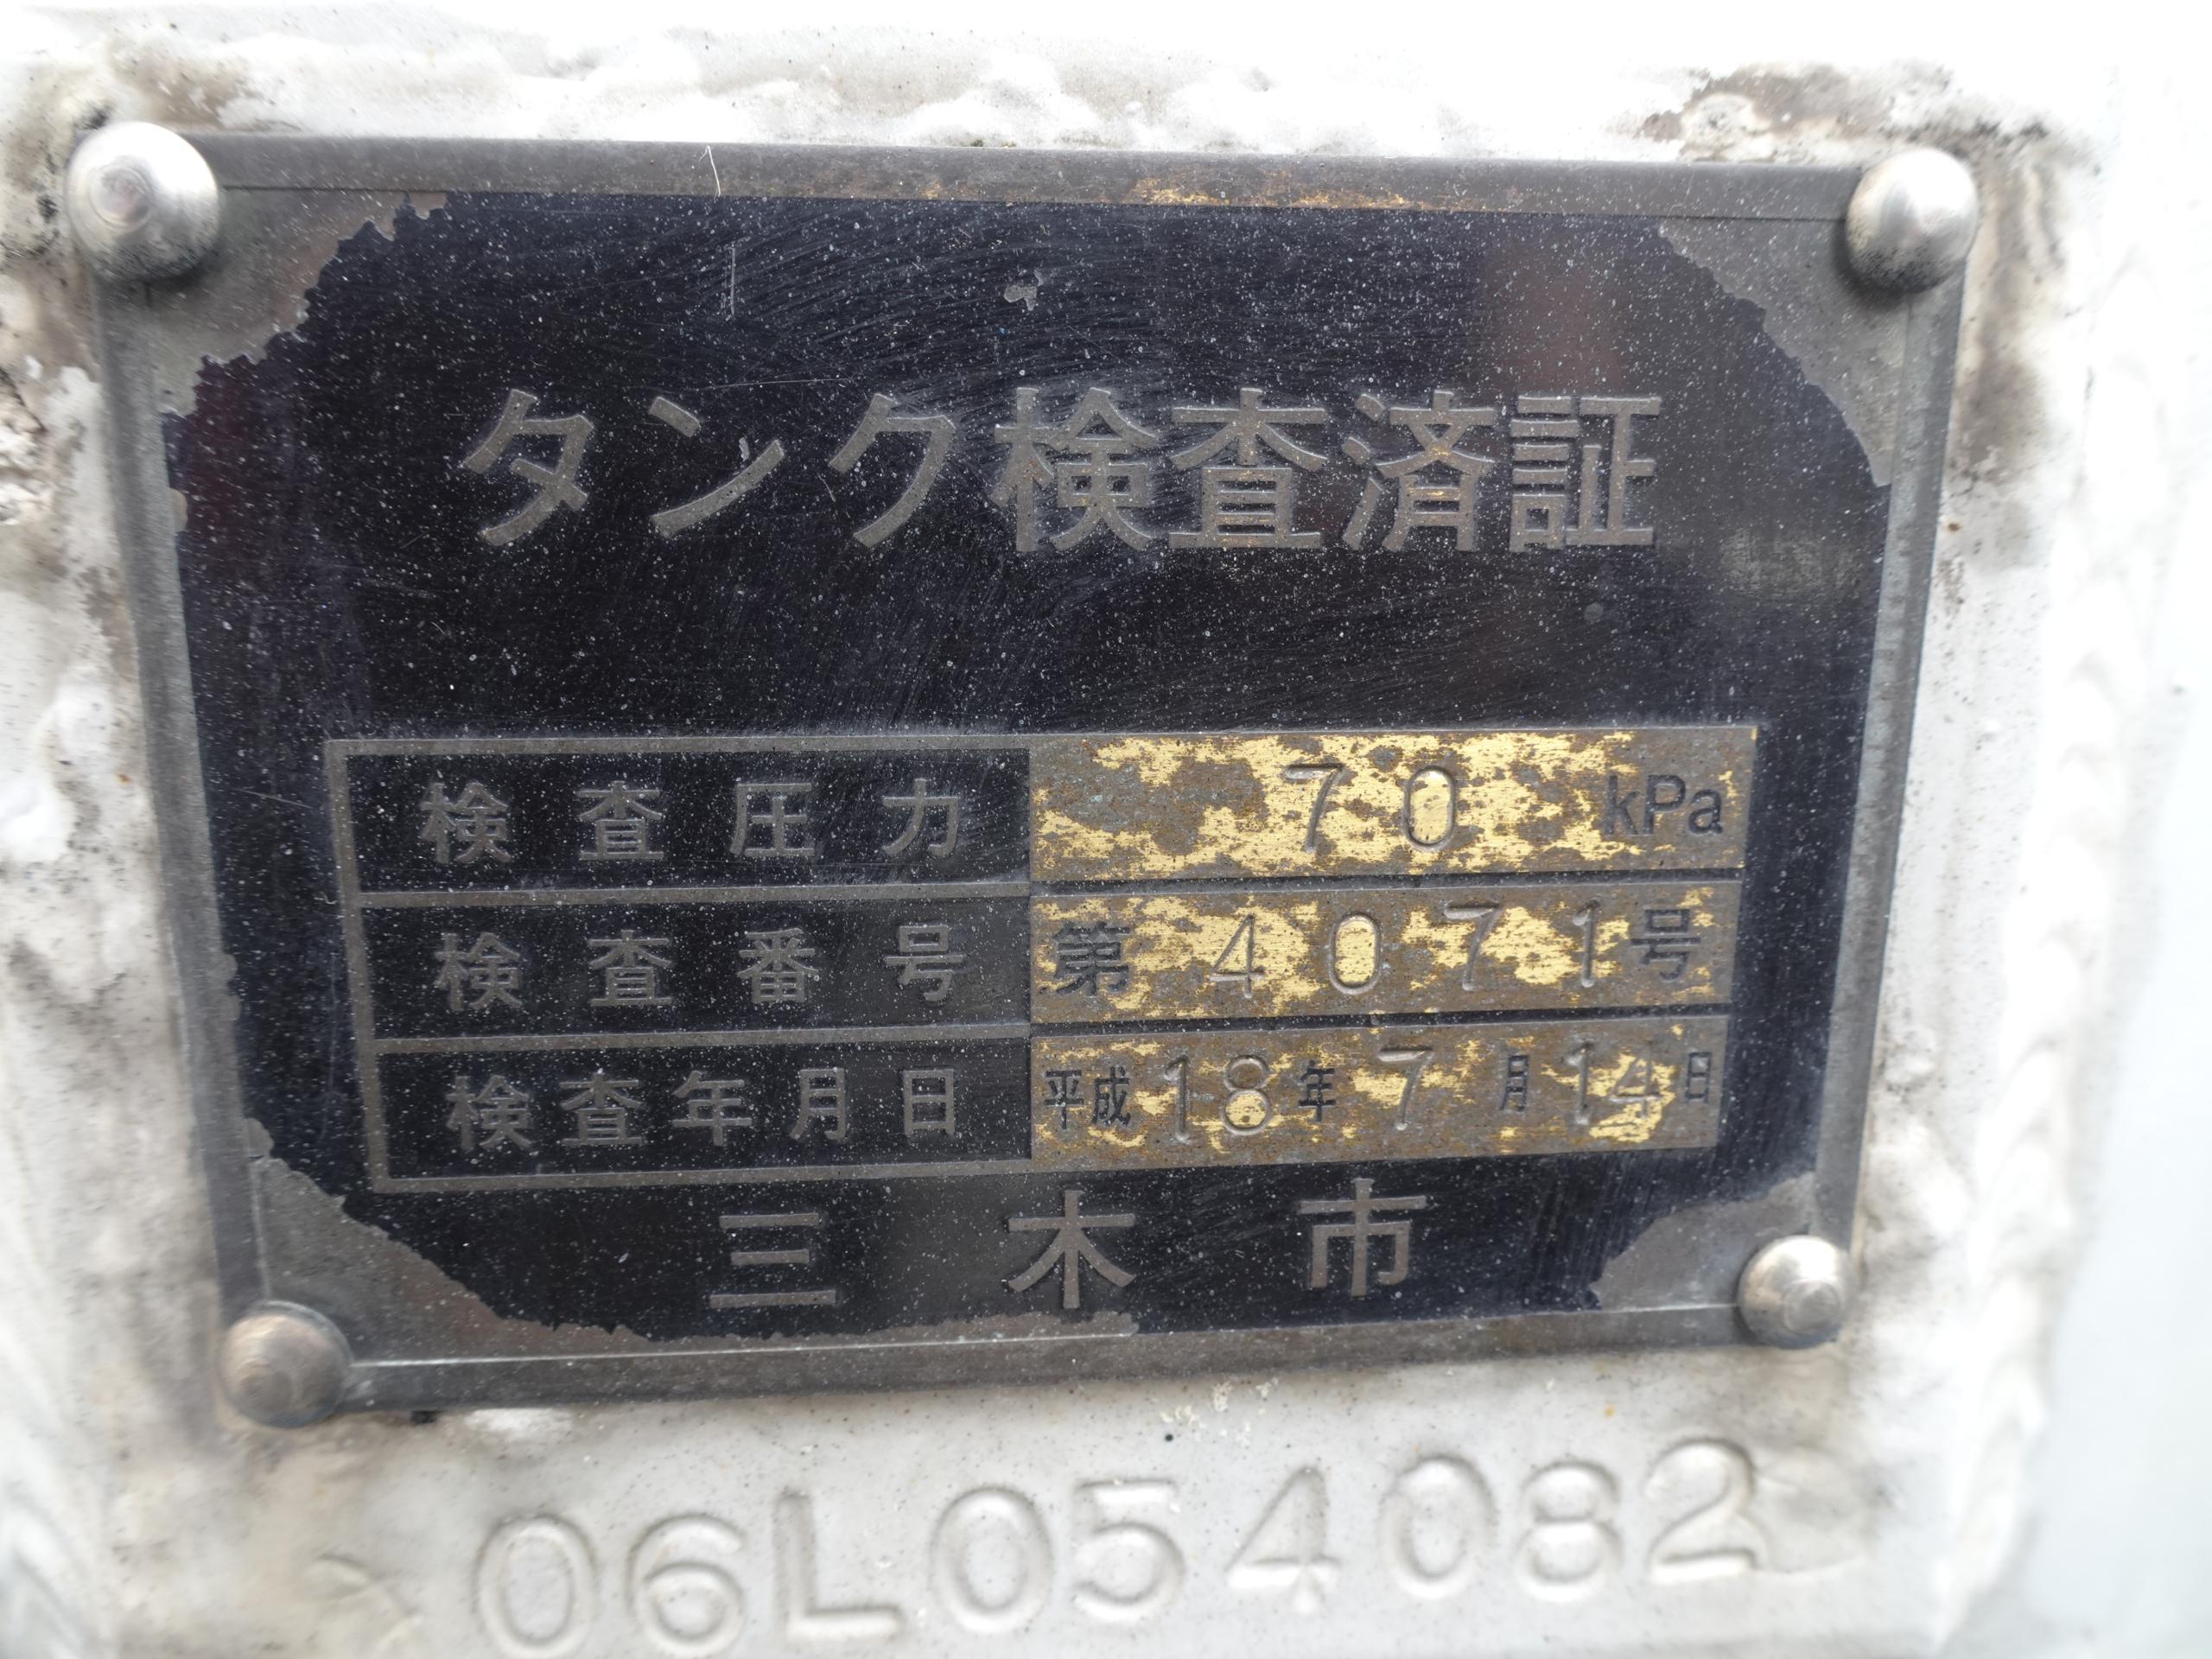 タンク検査済証
検査圧力 70 kPa
検査番号 第4071号
検査年月日 平成18年7月14日
三木市
06L054082